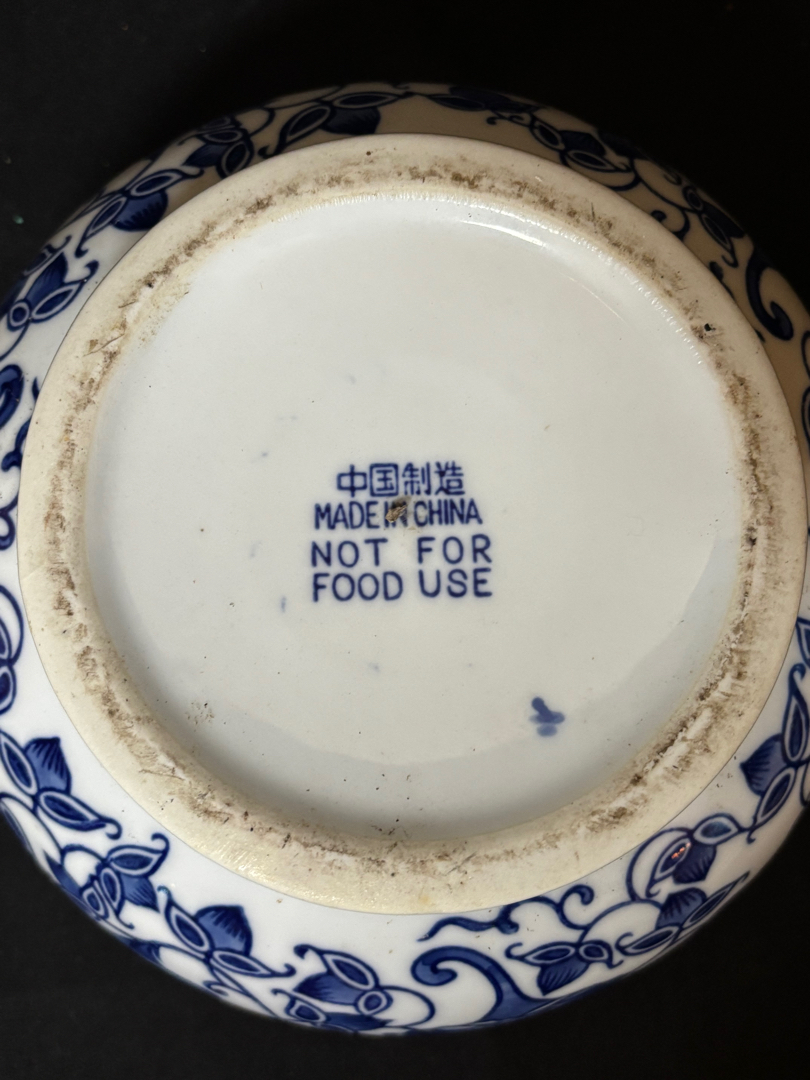 中国制造
MADE IN CHINA
NOT FOR
FOOD USE